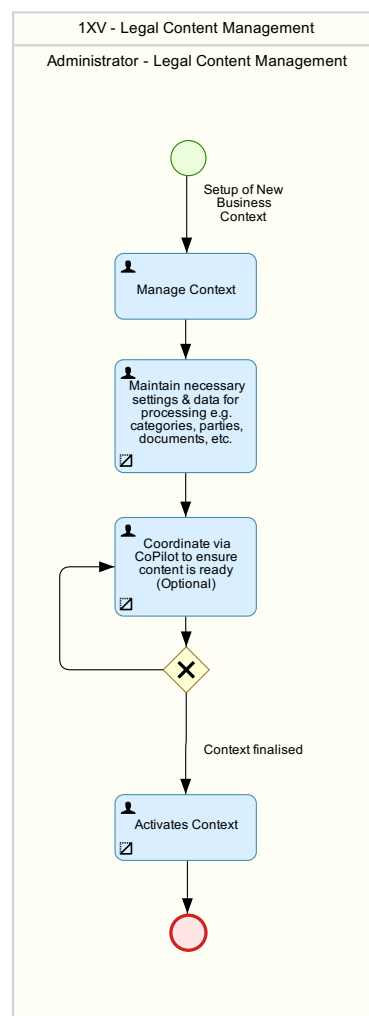 1XV - Legal Content Management
Administrator - Legal Content Management
Setup of New
Business
Context
Manage Context
Maintain necessary
settings & data for
processing e.g.
categories, parties,
documents, etc.
Coordinate via
CoPilot to ensure
content is ready
(Optional)
Context finalised
Activates Context